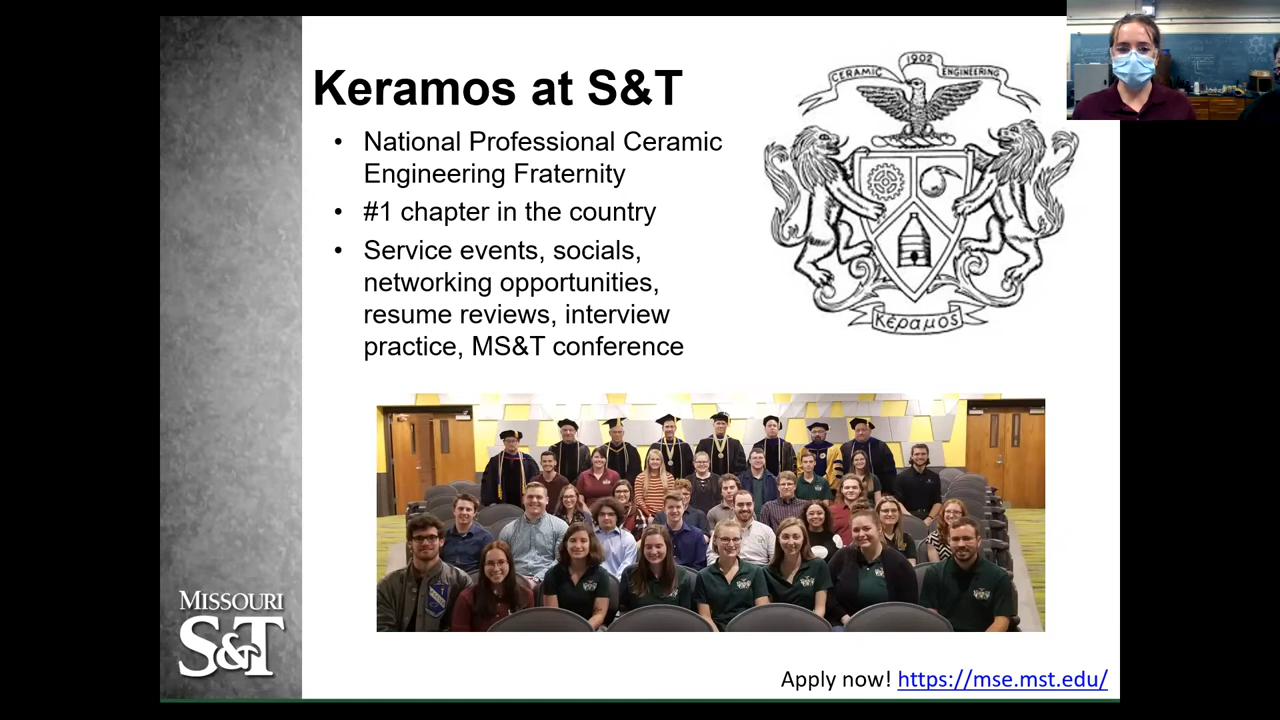 Keramos at S&T
• National Professional Ceramic
Engineering Fraternity
• #1 chapter in the country
• Service events, socials,
networking opportunities,
resume reviews, interview
practice, MS&T conference
CERAMIC 1902 ENGINEERING
κέραμος
MISSOURI
S&T
Apply now! https://mse.mst.edu/